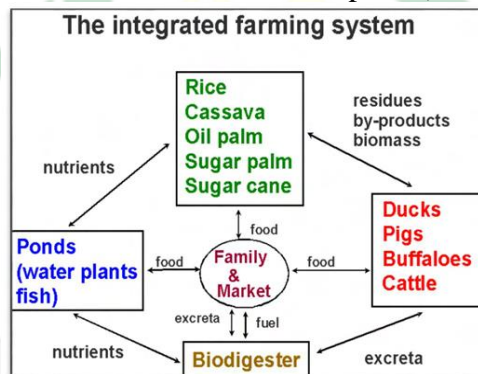 The integrated farming system
Rice
Cassava
Oil palm
Sugar palm
Sugar cane
residues
by-products
biomass
nutrients
food
Ducks
Pigs
Buffaloes
Cattle
Ponds
(water plants
fish)
food
Family
&
Market
food
excreta
fuel
nutrients
Biodigester
excreta